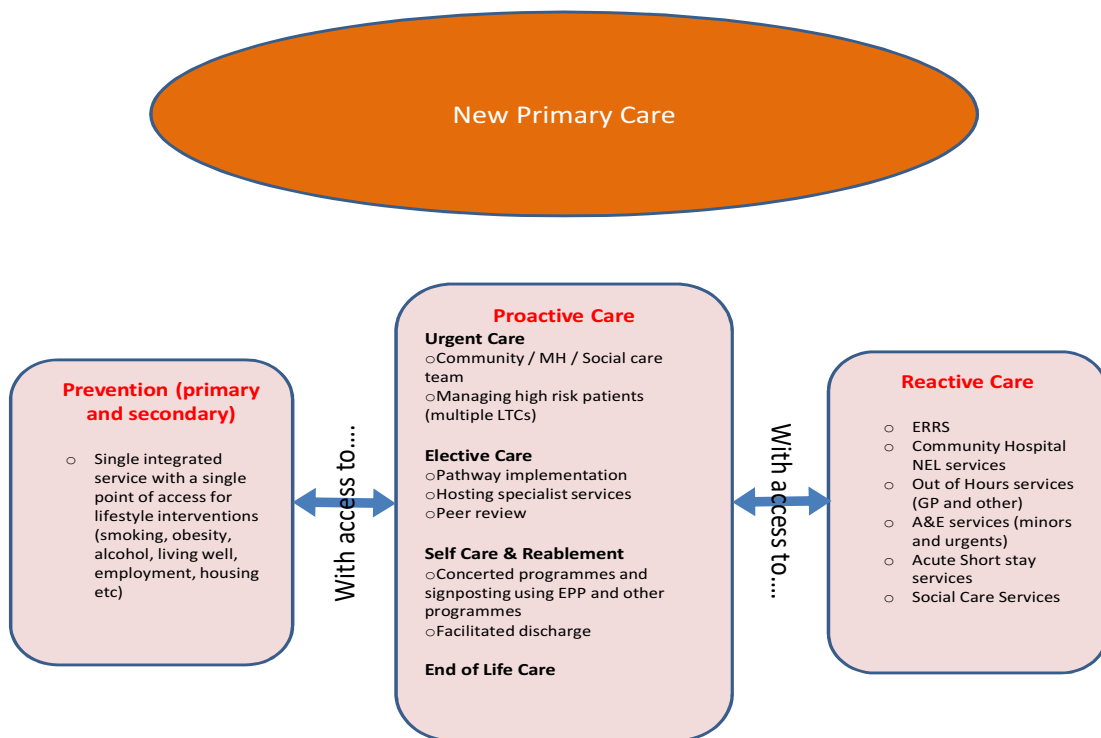 New Primary Care
Prevention (primary
and secondary)
○ Single integrated
service with a single
point of access for
lifestyle interventions
(smoking, obesity,
alcohol, living well,
employment, housing
etc)
With access to....
Proactive Care
Urgent Care
○Community / MH / Social care
team
○Managing high risk patients
(multiple LTCs)
Elective Care
○Pathway implementation
○Hosting specialist services
○Peer review
Self Care & Reablement
○Concerted programmes and
signposting using EPP and other
programmes
○Facilitated discharge
End of Life Care
With access to....
Reactive Care
○ ERRS
○ Community Hospital
NEL services
○ Out of Hours services
(GP and other)
○ A&E services (minors
and urgents)
○ Acute Short stay
services
○ Social Care Services